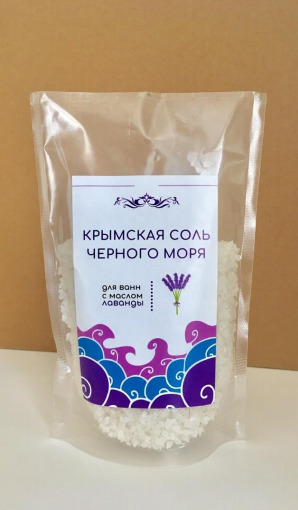 КРЫМСКАЯ СОЛЬ
ЧЕРНОГО МОРЯ
для ванн
с маслом
лаванды